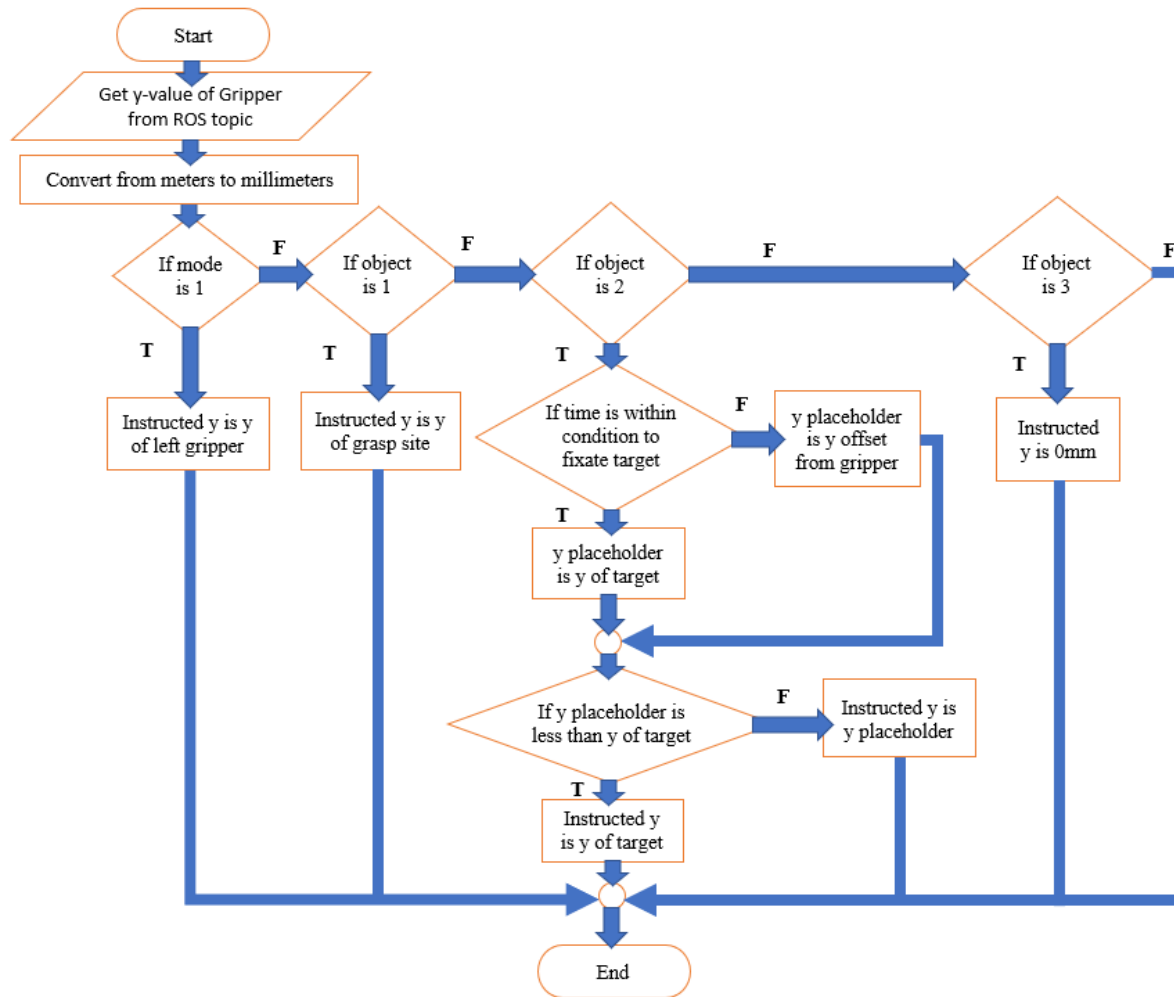 Start
Get y-value of Gripper
from ROS topic
Convert from meters to millimeters
If mode
is 1
F
If object
is 1
F
If object
is 2
F
If object
is 3
F
T
Instructed y is y
of left gripper
T
Instructed y is y
of grasp site
T
If time is within
condition to
fixate target
F
y placeholder
is y offset
from gripper
T
Instructed
y is 0mm
T
y placeholder
is y of target
If y placeholder is
less than y of target
F
Instructed y is
y placeholder
T
Instructed y
is y of target
End